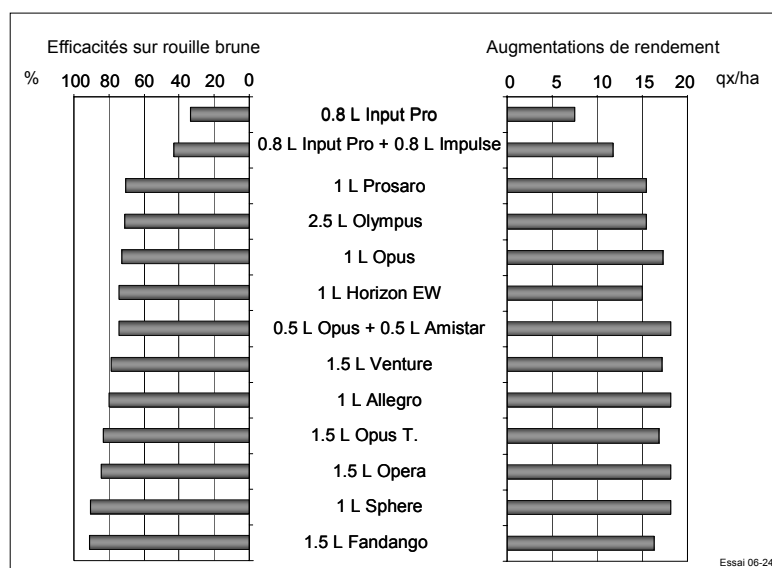 Efficacités sur rouille brune
Augmentations de rendement
% 100 80 60 40 20 0
0 5 10 15 20 qx/ha
0.8 L Input Pro
0.8 L Input Pro + 0.8 L Impulse
1 L Prosaro
2.5 L Olympus
1 L Opus
1 L Horizon EW
0.5 L Opus + 0.5 L Amistar
1.5 L Venture
1 L Allegro
1.5 L Opus T.
1.5 L Opera
1 L Sphere
1.5 L Fandango
Essai 06-24